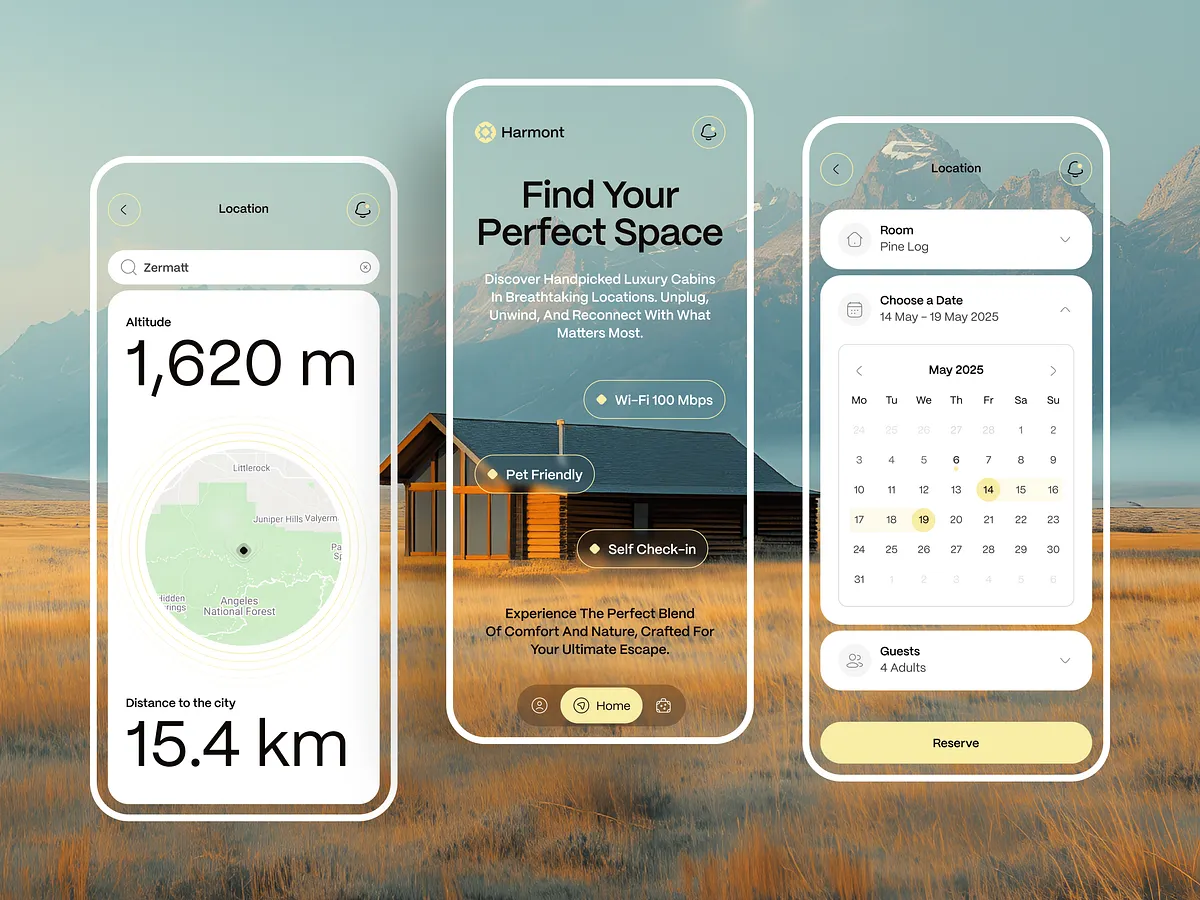 Location
Zermatt
Altitude
1,620 m
Littlerock
Juniper Hills Valyerm
Pa
Sp
Hidden
rings
Angeles
National Forest
Distance to the city
15.4 km
Harmont
Find Your
Perfect Space
Discover Handpicked Luxury Cabins
In Breathtaking Locations. Unplug,
Unwind, And Reconnect With What
Matters Most.
Wi-Fi 100 Mbps
Pet Friendly
Self Check-in
Experience The Perfect Blend
Of Comfort And Nature, Crafted For
Your Ultimate Escape.
Home
Location
Room
Pine Log
Choose a Date
14 May – 19 May 2025
May 2025
Mo Tu We Th Fr Sa Su
24 25 26 27 28 1 2
3 4 5 6 7 8 9
10 11 12 13 14 15 16
17 18 19 20 21 22 23
24 25 26 27 28 29 30
31 1 2 3 4 5 6
Guests
4 Adults
Reserve